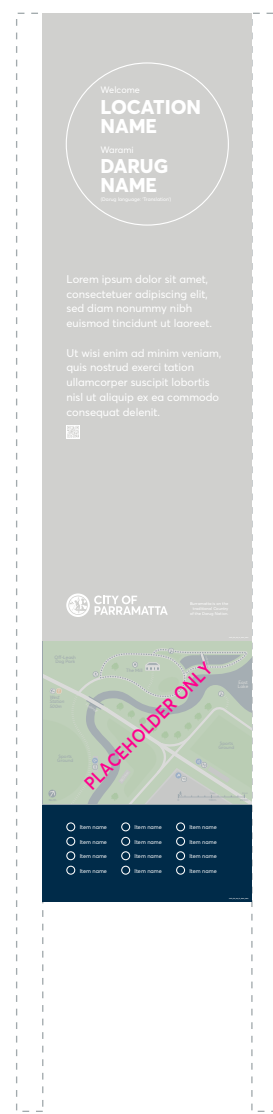 Welcome
LOCATION
NAME
Warami
DARUG
NAME
Darug language Translation
Lorem ipsum dolor sit amet,
consectetuer adipiscing elit,
sed diam nonummy nibh
euismod tincidunt ut laoreet.
Ut wisi enim ad minim veniam,
quis nostrud exerci tation
ullamcorper suscipit lobortis
nisl ut aliquip ex ea commodo
consequat delenit.
CITY OF
PARRAMATTA
PLACEHOLDER ONLY
Item name Item name Item name
Item name Item name Item name
Item name Item name Item name
Item name Item name Item name